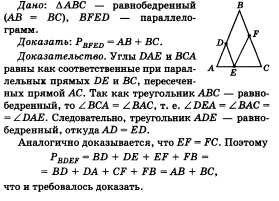 Дано: △ABC — равнобедренный
(AB = BC), BFED — параллело-
грамм.
Доказать: P_BFED = AB + BC.
Доказательство. Углы DAE и BCA
равны как соответственные при парал-
лельных прямых DE и BC, пересечен-
ных прямой AC. Так как треугольник ABC — равно-
бедренный, то ∠BCA = ∠BAC, т. е. ∠DEA = ∠BAC =
= ∠DAE. Следовательно, треугольник ADE — равно-
бедренный, откуда AD = ED.
Аналогично доказывается, что EF = FC. Поэтому
P_BDEF = BD + DE + EF + FB =
= BD + DA + CF + FB = AB + BC,
что и требовалось доказать.
B
D
F
A
E
C